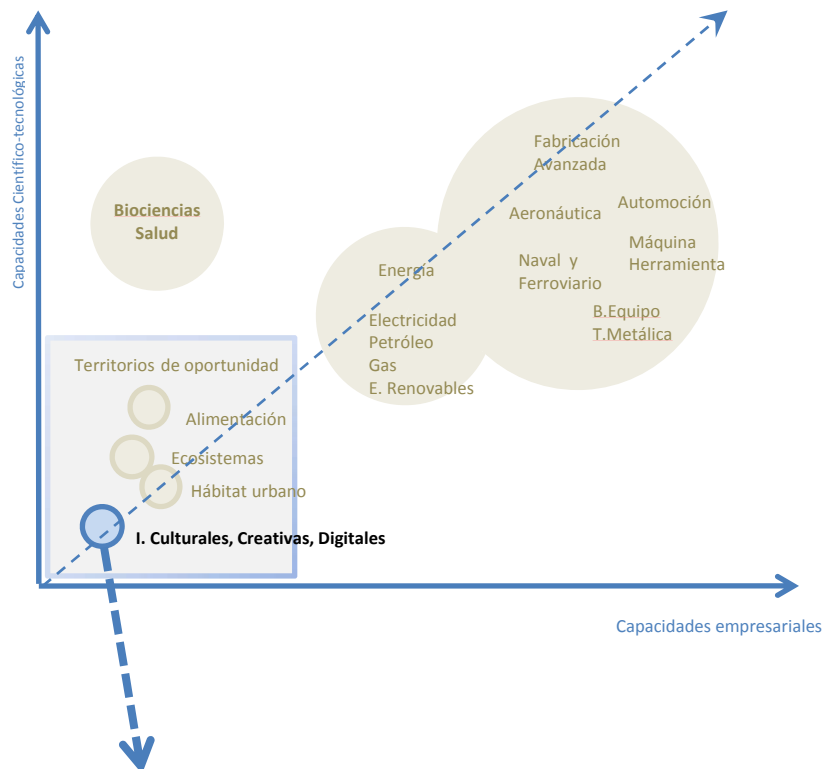 Capacidades Científico-tecnológicas
Fabricación
Avanzada
Biociencias
Salud
Aeronáutica
Automoción
Máquina
Herramienta
Naval y
Ferroviario
Energía
B.Equipo
T.Metálica
Electricidad
Petróleo
Gas
E. Renovables
Territorios de oportunidad
Alimentación
Ecosistemas
Hábitat urbano
I. Culturales, Creativas, Digitales
Capacidades empresariales